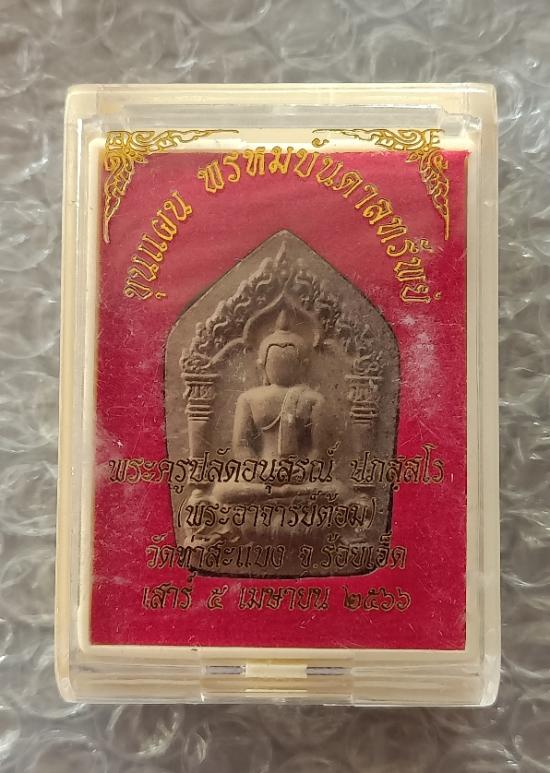 ขุนแผน พรหมบันดาลทรัพย์
พระครูปลัดอนุสรณ์ ปภสฺสโร
(พระอาจารย์ต้อม)
วัดท่าสะแบง จ.ร้อยเอ็ด
เสาร์ ๕ เมษายน ๒๕๖๖